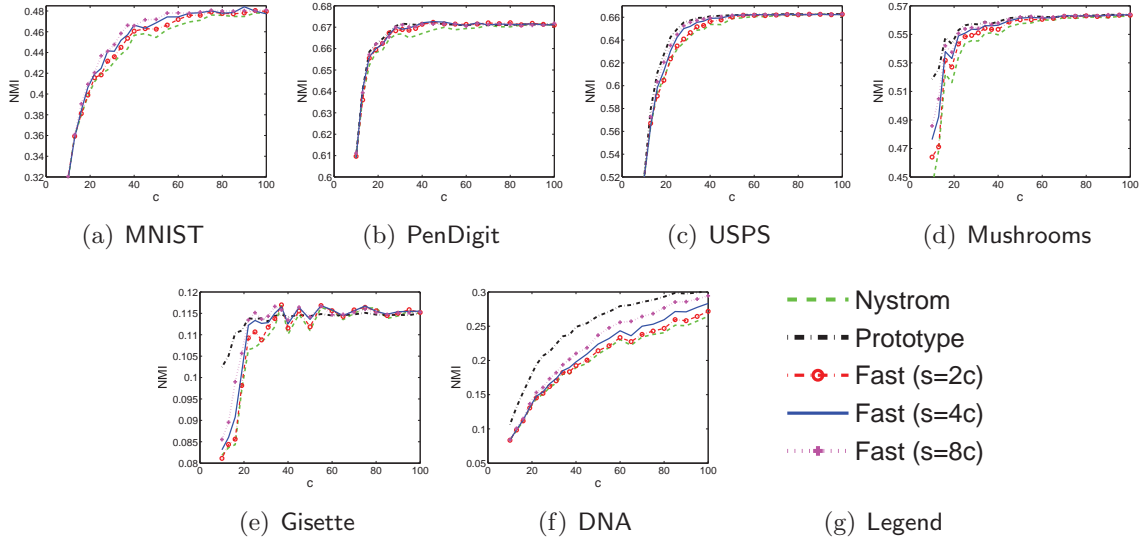 0.48
0.46
0.44
0.42
0.4
0.38
0.36
0.34
0.32
0 20 40 60 80 100
NMI
c
(a) MNIST
0.68
0.67
0.66
0.65
0.64
0.63
0.62
0.61
0.6
0 20 40 60 80 100
NMI
c
(b) PenDigit
0.66
0.64
0.62
0.6
0.58
0.56
0.54
0.52
0 20 40 60 80 100
NMI
c
(c) USPS
0.57
0.55
0.53
0.51
0.49
0.47
0.45
0 20 40 60 80 100
NMI
c
(d) Mushrooms
0.12
0.115
0.11
0.105
0.1
0.095
0.09
0.085
0.08
0 20 40 60 80 100
NMI
c
(e) Gisette
0.3
0.25
0.2
0.15
0.1
0.05
0 20 40 60 80 100
NMI
c
(f) DNA
Nystrom
Prototype
Fast (s=2c)
Fast (s=4c)
Fast (s=8c)
(g) Legend